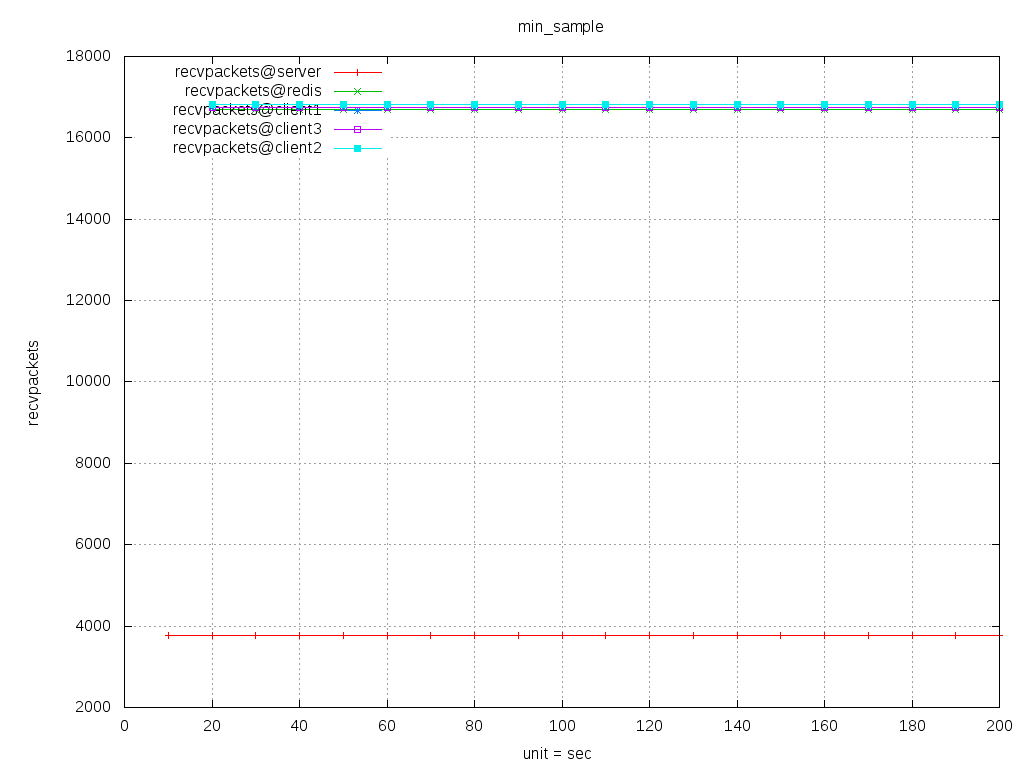 min_sample
18000
16000
14000
12000
10000
8000
6000
4000
2000
recvpackets@server
recvpackets@redis
recvpackets@client1
recvpackets@client3
recvpackets@client2
recvpackets
0 20 40 60 80 100 120 140 160 180 200
unit = sec